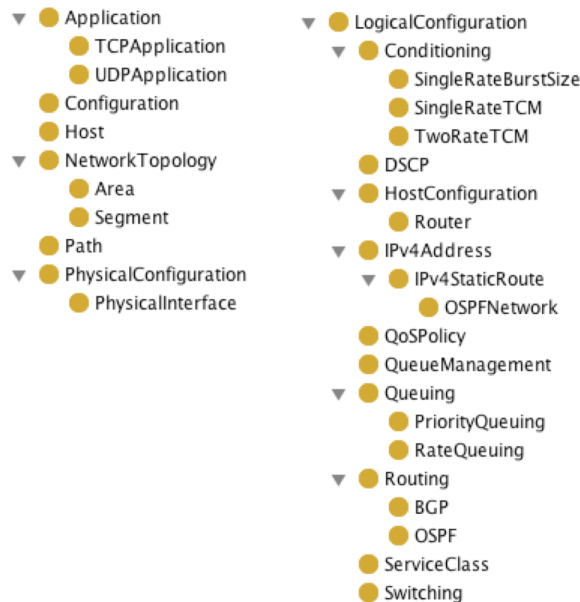 Application
TCPApplication
UDPApplication
Configuration
Host
NetworkTopology
Area
Segment
Path
PhysicalConfiguration
PhysicalInterface
LogicalConfiguration
Conditioning
SingleRateBurstSize
SingleRateTCM
TwoRateTCM
DSCP
HostConfiguration
Router
IPv4Address
IPv4StaticRoute
OSPFNetwork
QoSPolicy
QueueManagement
Queuing
PriorityQueuing
RateQueuing
Routing
BGP
OSPF
ServiceClass
Switching